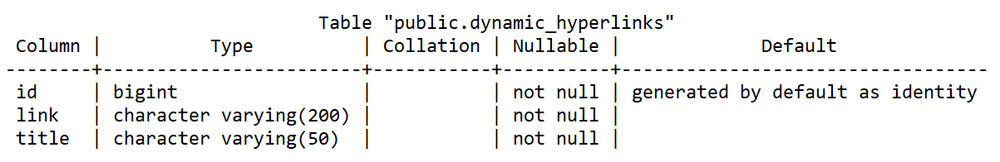 Table "public.dynamic_hyperlinks"
Column | Type | Collation | Nullable | Default
--------+------------------------+-----------+----------+----------------------------------
id | bigint | | not null | generated by default as identity
link | character varying(200) | | not null |
title | character varying(50) | | not null |